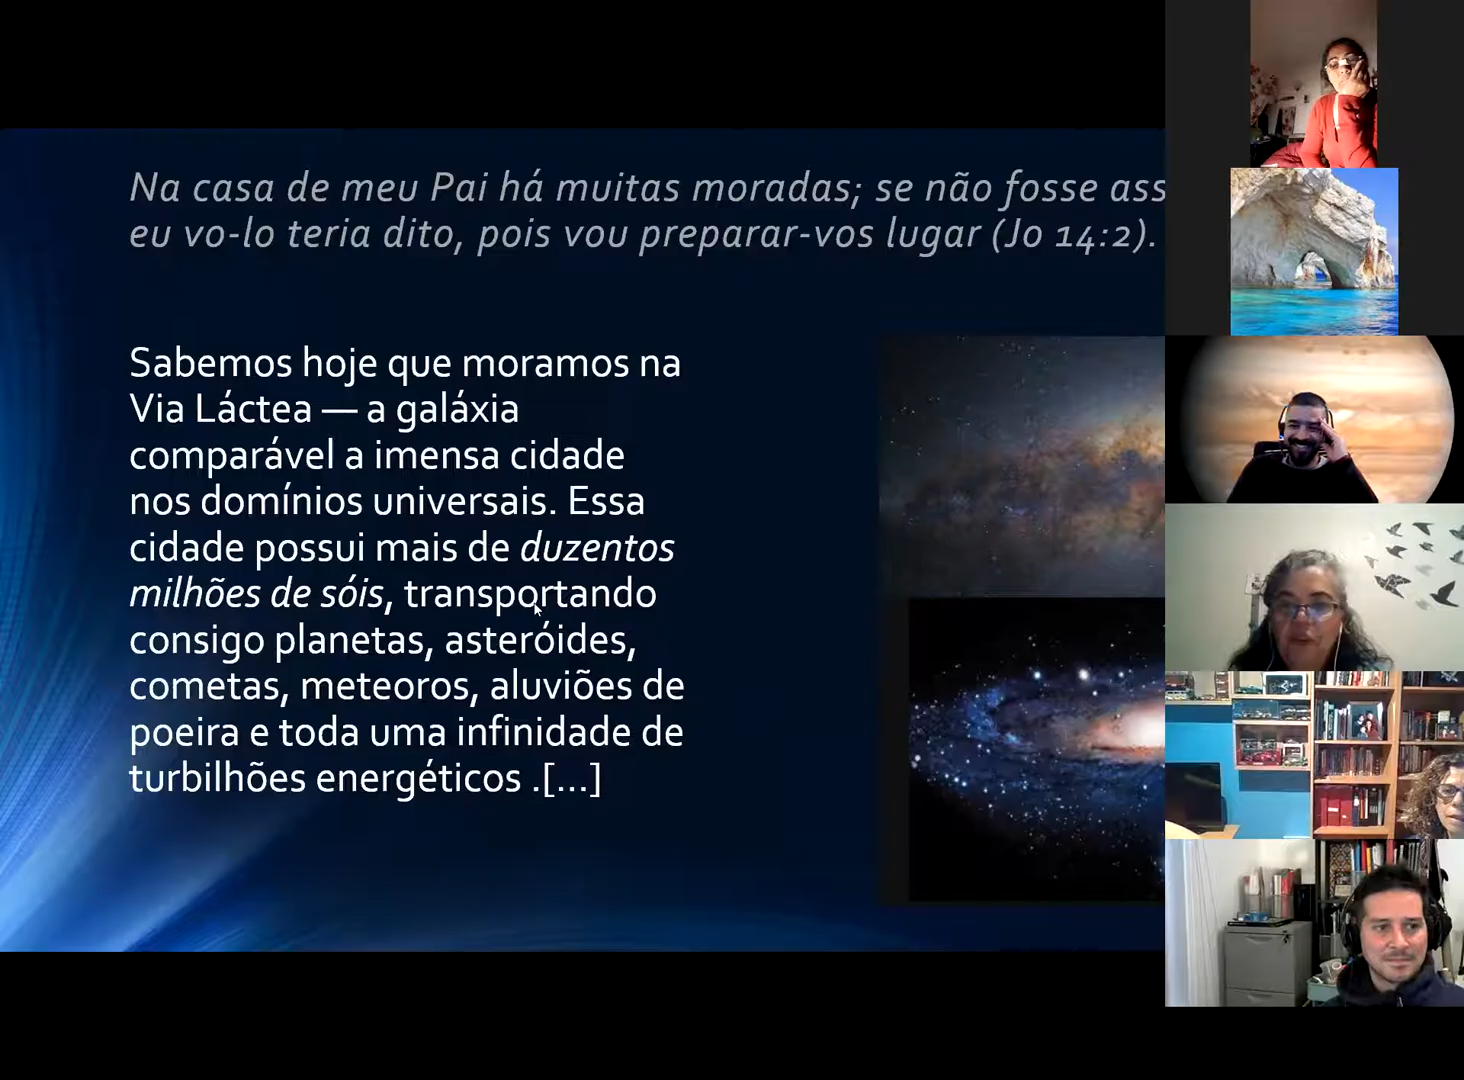 Na casa de meu Pai há muitas moradas; se não fosse ass
eu vo-lo teria dito, pois vou preparar-vos lugar (Jo 14:2).
Sabemos hoje que moramos na
Via Láctea — a galáxia
comparável a imensa cidade
nos domínios universais. Essa
cidade possui mais de duzentos
milhões de sóis, transportando
consigo planetas, asteróides,
cometas, meteoros, aluviões de
poeira e toda uma infinidade de
turbilhões energéticos .[...]